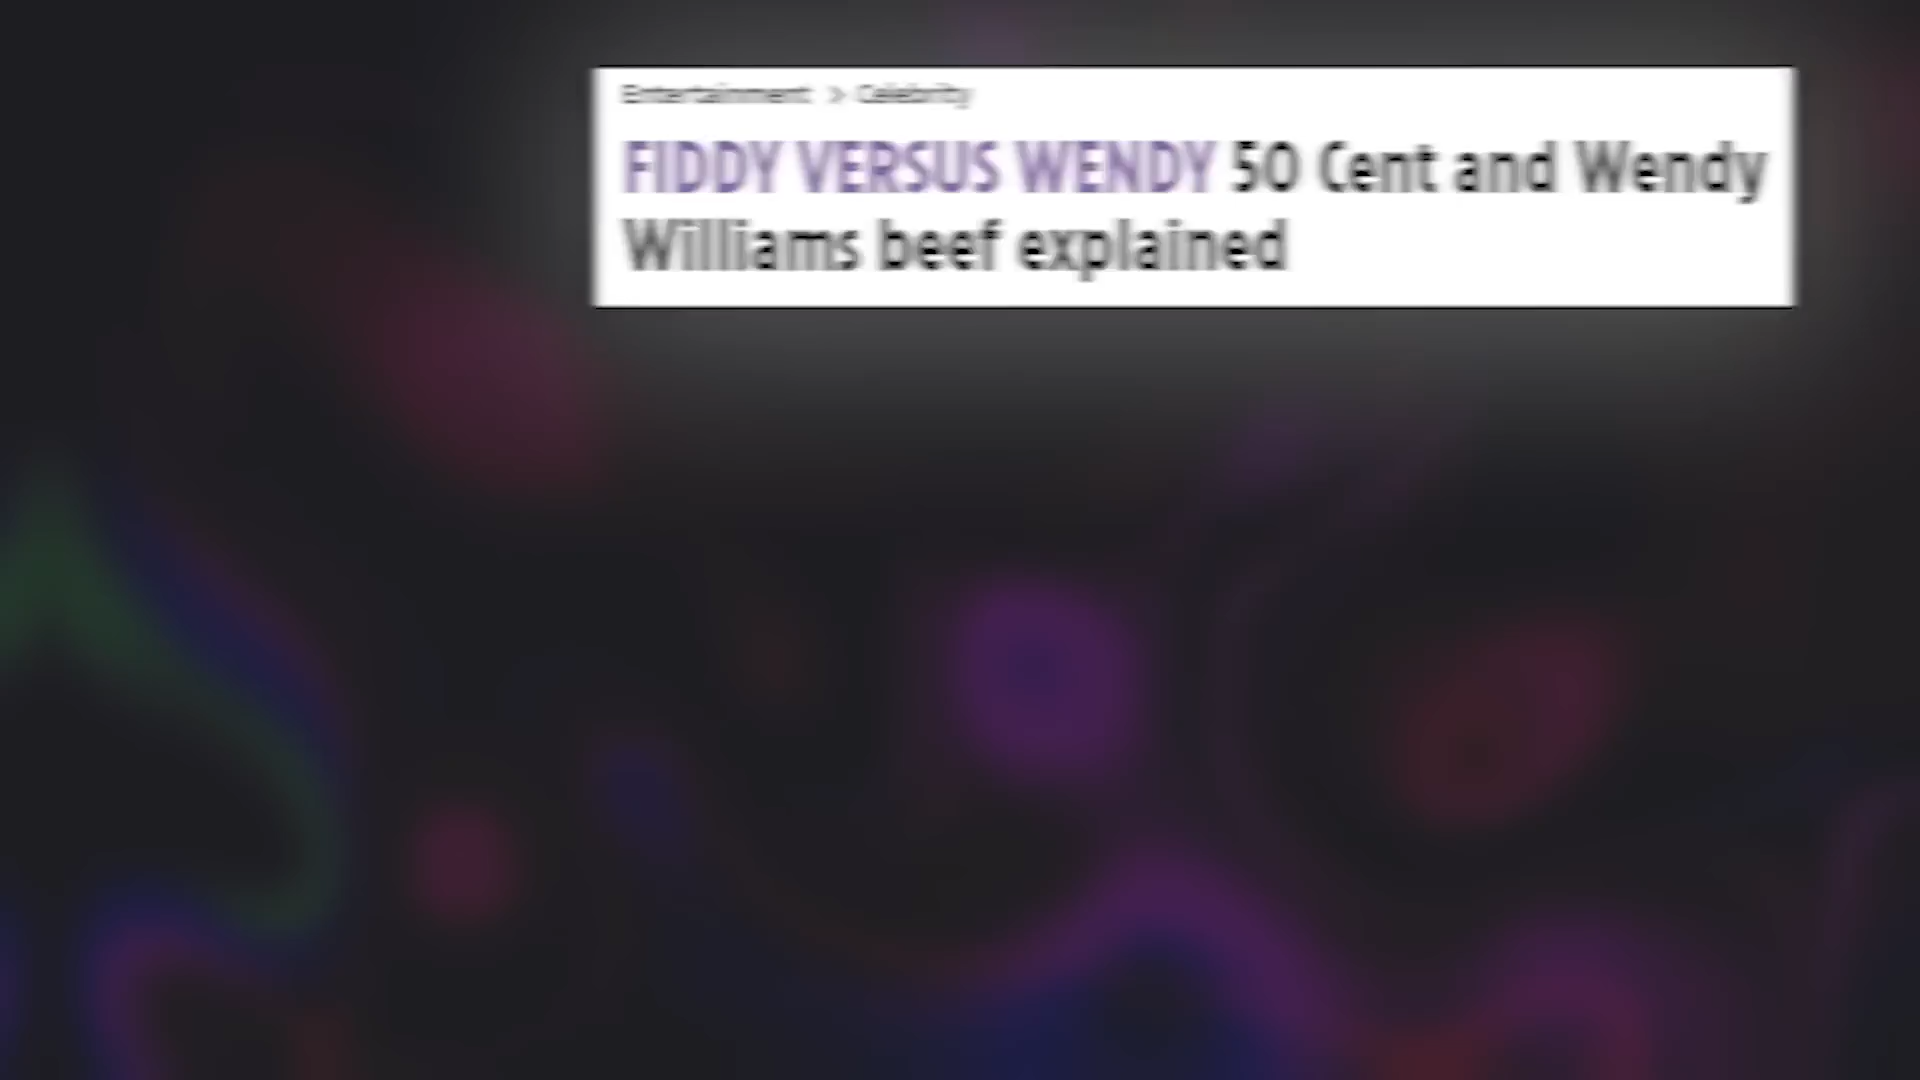 Entertainment > Celebrity
FIDDY VERSUS WENDY 50 Cent and Wendy
Williams beef explained